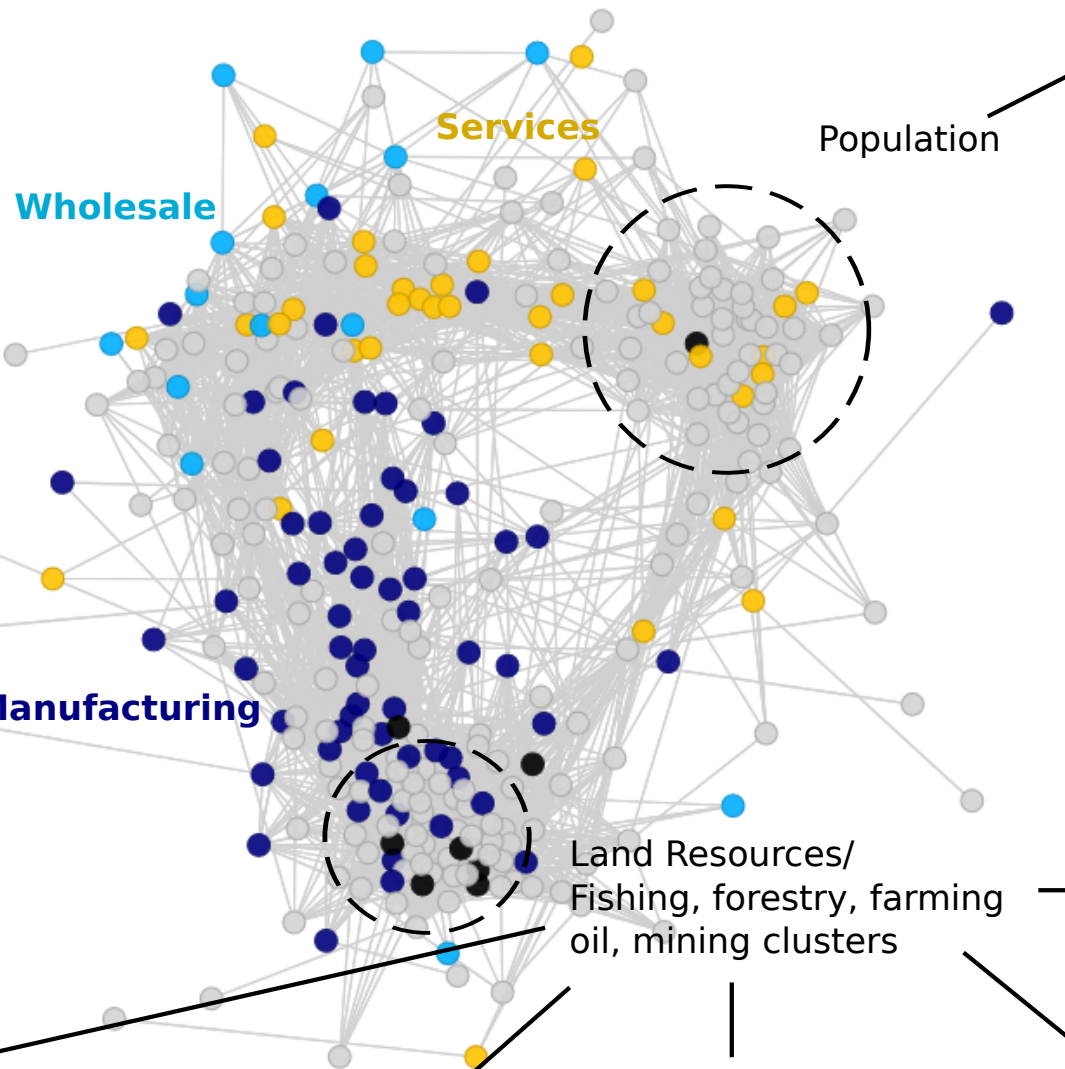 Services
Population
Wholesale
Manufacturing
Land Resources/
Fishing, forestry, farming
oil, mining clusters